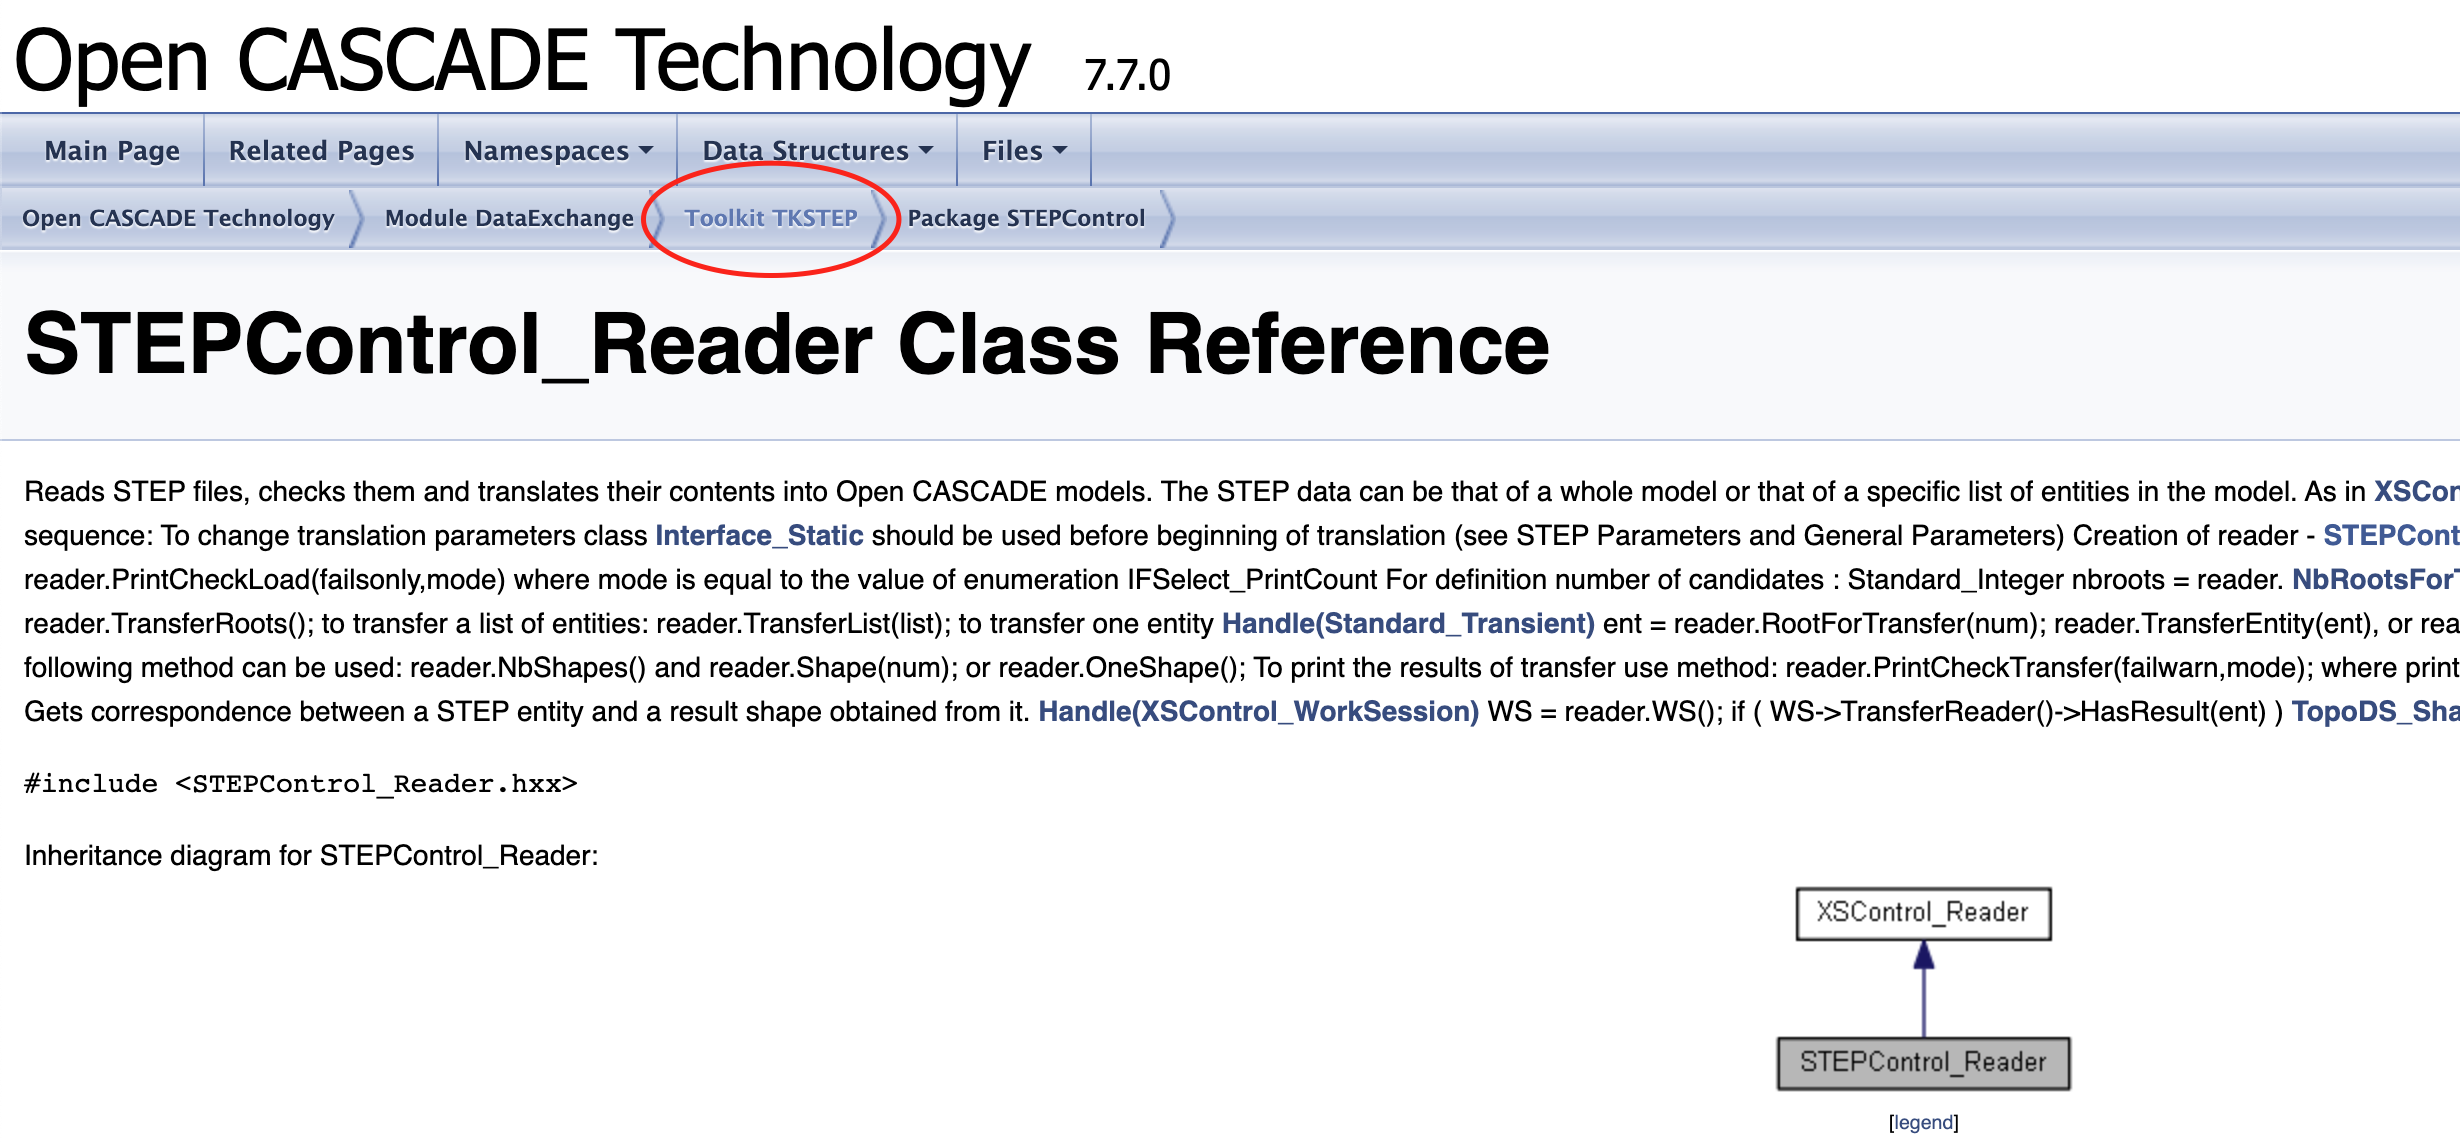 Open CASCADE Technology 7.7.0
Main Page Related Pages Namespaces Data Structures Files
Open CASCADE Technology Module DataExchange Toolkit TKSTEP Package STEPControl
STEPControl_Reader Class Reference
Reads STEP files, checks them and translates their contents into Open CASCADE models. The STEP data can be that of a whole model or that of a specific list of entities in the model. As in XSCon
sequence: To change translation parameters class Interface_Static should be used before beginning of translation (see STEP Parameters and General Parameters) Creation of reader - STEPCont
reader.PrintCheckLoad(failsonly,mode) where mode is equal to the value of enumeration IFSelect_PrintCount For definition number of candidates : Standard_Integer nbroots = reader. NbRootsForT
reader.TransferRoots(); to transfer a list of entities: reader.TransferList(list); to transfer one entity Handle(Standard_Transient) ent = reader.RootForTransfer(num); reader.TransferEntity(ent), or rea
following method can be used: reader.NbShapes() and reader.Shape(num); or reader.OneShape(); To print the results of transfer use method: reader.PrintCheckTransfer(failwarn,mode); where print
Gets correspondence between a STEP entity and a result shape obtained from it. Handle(XSControl_WorkSession) WS = reader.WS(); if ( WS->TransferReader()->HasResult(ent) ) TopoDS_Sha
#include <STEPControl_Reader.hxx>
Inheritance diagram for STEPControl_Reader:
XSControl_Reader
STEPControl_Reader
[legend]